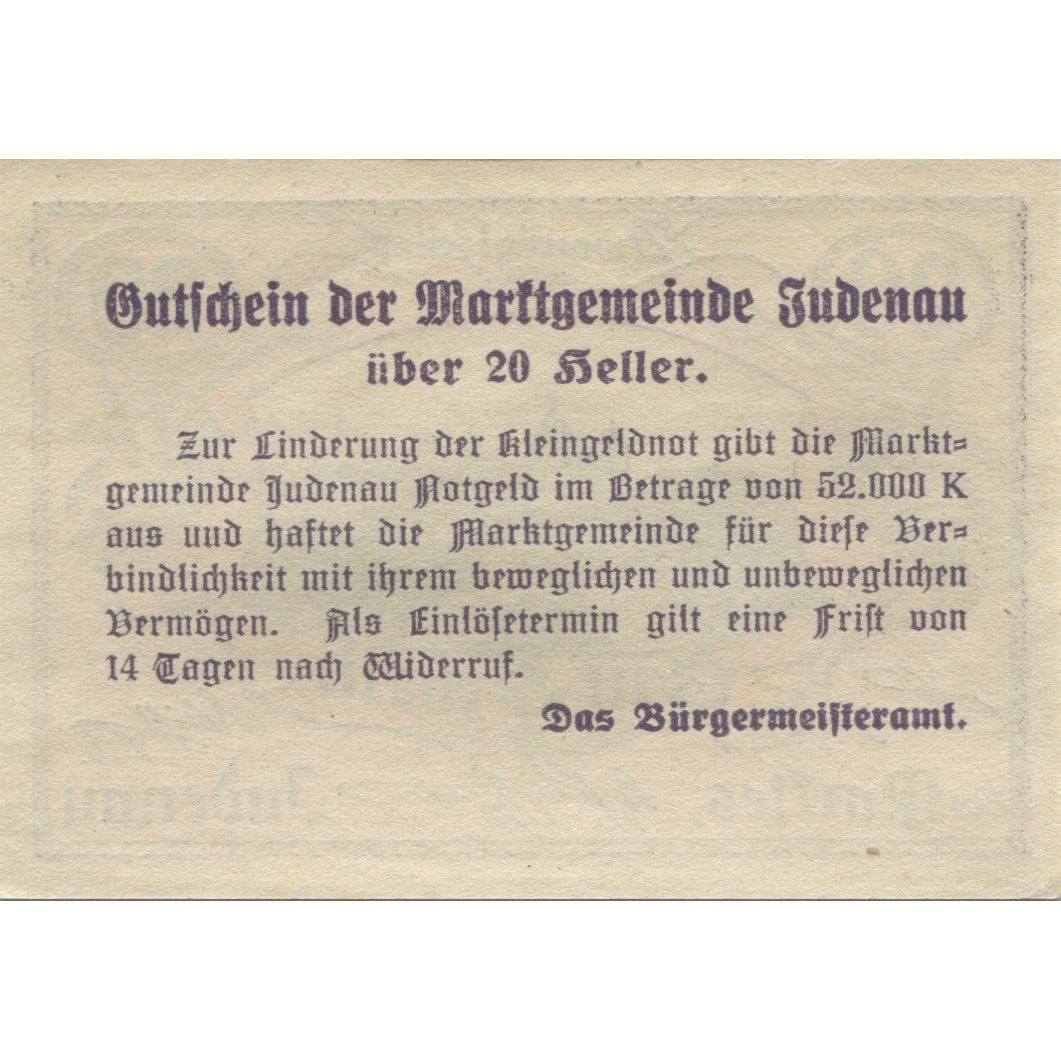 Gutschein der Marktgemeinde Judenau
über 20 Heller.
Zur Linderung der Kleingeldnot gibt die Markt-
gemeinde Judenau Notgeld im Betrage von 52.000 K
aus und haftet die Marktgemeinde für diese Ver-
bindlichkeit mit ihrem beweglichen und unbeweglichen
Vermögen. Als Einlösetermin gilt eine Frist von
14 Tagen nach Widerruf.
Das Bürgermeisteramt.